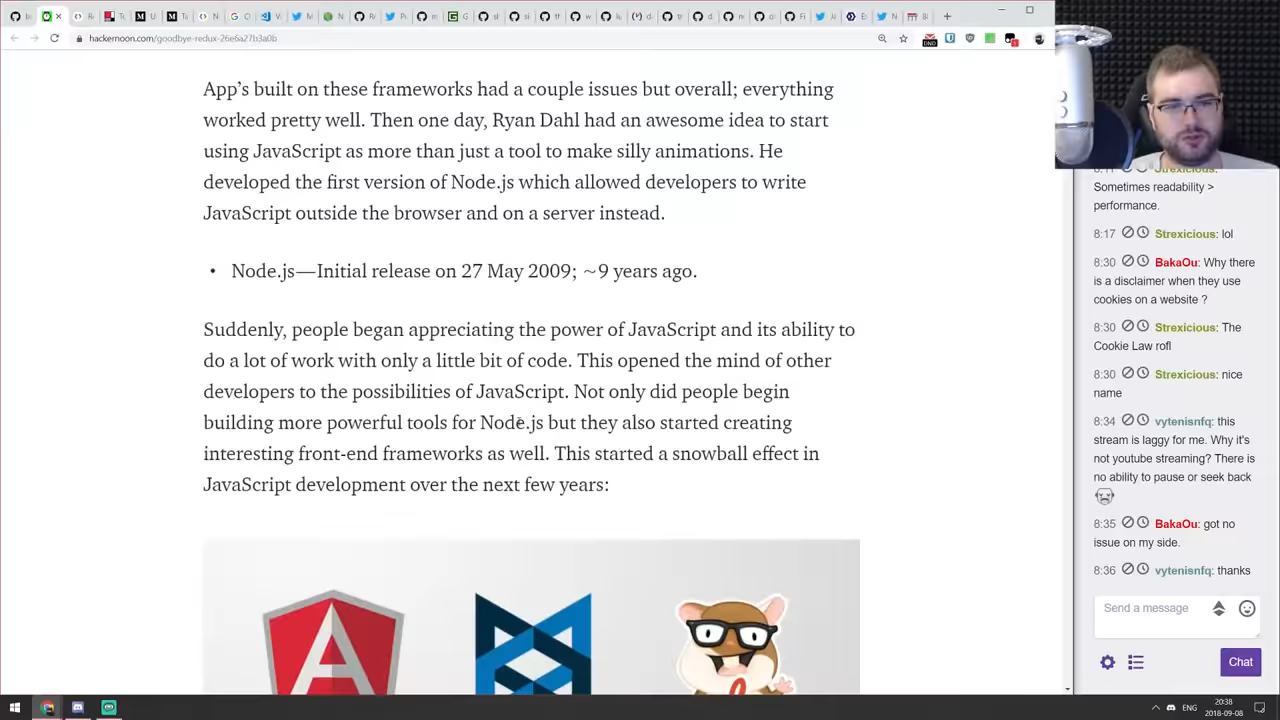 hackernoon.com/goodbye-redux-26e6a27b3a0b
App's built on these frameworks had a couple issues but overall; everything
worked pretty well. Then one day, Ryan Dahl had an awesome idea to start
using JavaScript as more than just a tool to make silly animations. He
developed the first version of Node.js which allowed developers to write
JavaScript outside the browser and on a server instead.
• Node.js—Initial release on 27 May 2009; ~9 years ago.
Suddenly, people began appreciating the power of JavaScript and its ability to
do a lot of work with only a little bit of code. This opened the mind of other
developers to the possibilities of JavaScript. Not only did people begin
building more powerful tools for Node.js but they also started creating
interesting front-end frameworks as well. This started a snowball effect in
JavaScript development over the next few years:
Strexicious:
Sometimes readability >
performance.
8:17 Strexicious: lol
8:30 BakaOu: Why there
is a disclaimer when they use
cookies on a website ?
8:30 Strexicious: The
Cookie Law rofl
8:30 Strexicious: nice
name
8:34 vytenisnfq: this
stream is laggy for me. Why it's
not youtube streaming? There is
no ability to pause or seek back
8:35 BakaOu: got no
issue on my side.
8:36 vytenisnfq: thanks
Send a message
Chat
ENG
20:38
2018-09-08